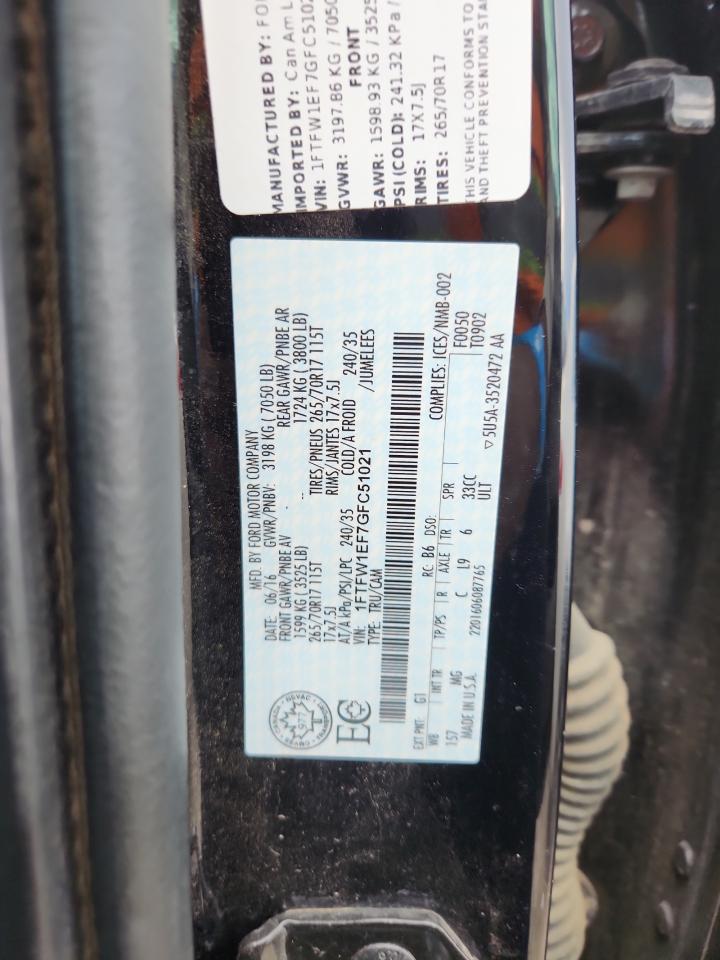 MANUFACTURED BY: FO
IMPORTED BY: Can Am L
VIN: 1FTFW1EF7GFC5102
GVWR: 3197.86 KG / 7050
FRONT
GAWR: 1598.93 KG / 3525
PSI (COLD): 241.32 KPa /
RIMS: 17X7.5J
TIRES: 265/70R17
THIS VEHICLE CONFORMS TO
AND THEFT PREVENTION STA
MFD. BY FORD MOTOR COMPANY
DATE: 06/16 GVWR/PNBV: 3198 KG ( 7050 LB)
FRONT GAWR/PNBE AV REAR GAWR/PNBE AR
1599 KG ( 3525 LB) 1724 KG ( 3800 LB)
265/70R17 115T TIRES/PNEUS 265/70R17 115T
17x7.5J RIMS/JANTES 17x7.5J
AT/A kPa/PSI/LPC 240/35 COLD/A FROID 240/35
VIN: 1FTFW1EF7GFC51021 /JUMELEES
TYPE: TRU/CAM
CANADA
977
EC
COMPLIES: ICES/NMB-002
EXT PNT: G1 RC: B6 DSO: F0050
T0902
WB INT TR TP/PS R AXLE TR SPR
157 MG C L9 6 33CC
ULT
MADE IN U.S.A. 2201606087765 ▽5U5A-3520472 AA